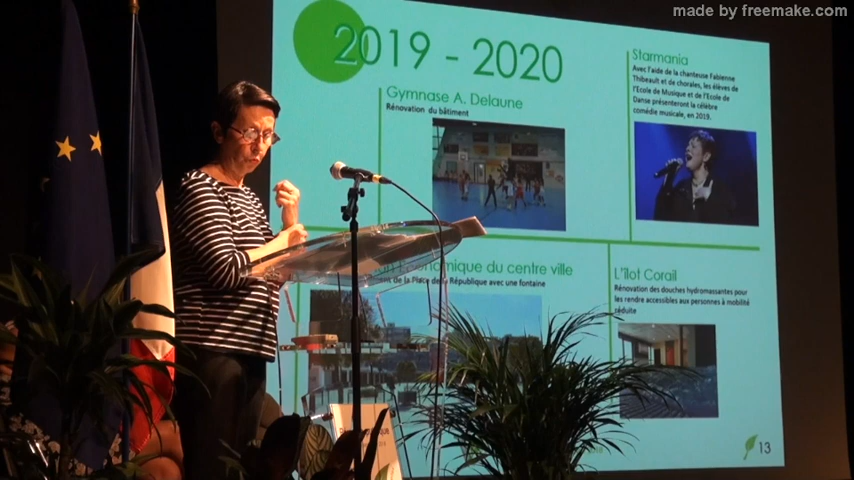 made by freemake.com
2019 - 2020
Gymnase A. Delaune
Rénovation du bâtiment
Starmania
Avec l'aide de la chanteuse Fabienne
Thibeault et de chorales, les élèves de
l'Ecole de Musique et de l'Ecole de
Danse présenteront la célèbre
comédie musicale, en 2019.
économique du centre ville
de la Place de la République avec une fontaine
L'îlot Corail
Rénovation des douches hydromassantes pour
les rendre accessibles aux personnes à mobilité
réduite
13